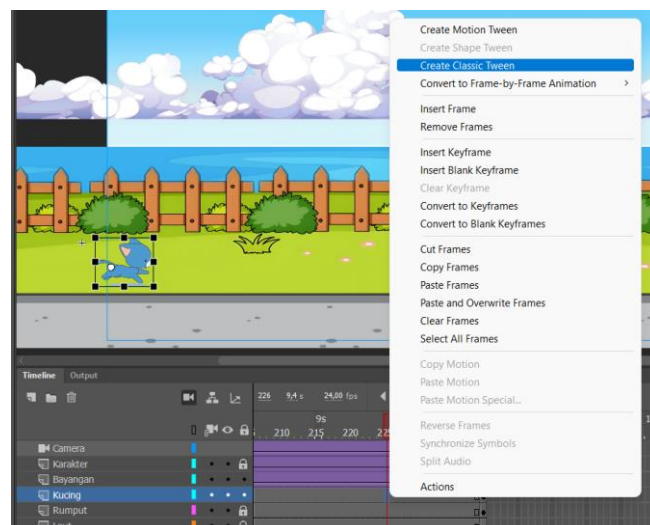 Create Motion Tween
Create Shape Tween
Create Classic Tween
Convert to Frame-by-Frame Animation
Insert Frame
Remove Frames
Insert Keyframe
Insert Blank Keyframe
Clear Keyframe
Convert to Keyframes
Convert to Blank Keyframes
Cut Frames
Copy Frames
Paste Frames
Paste and Overwrite Frames
Clear Frames
Select All Frames
Copy Motion
Paste Motion
Paste Motion Special...
Reverse Frames
Synchronize Symbols
Split Audio
Actions
Timeline Output
226 9,4 s 24,00 fps
9s
210 215 220
Camera
Karakter
Bayangan
Kucing
Rumput